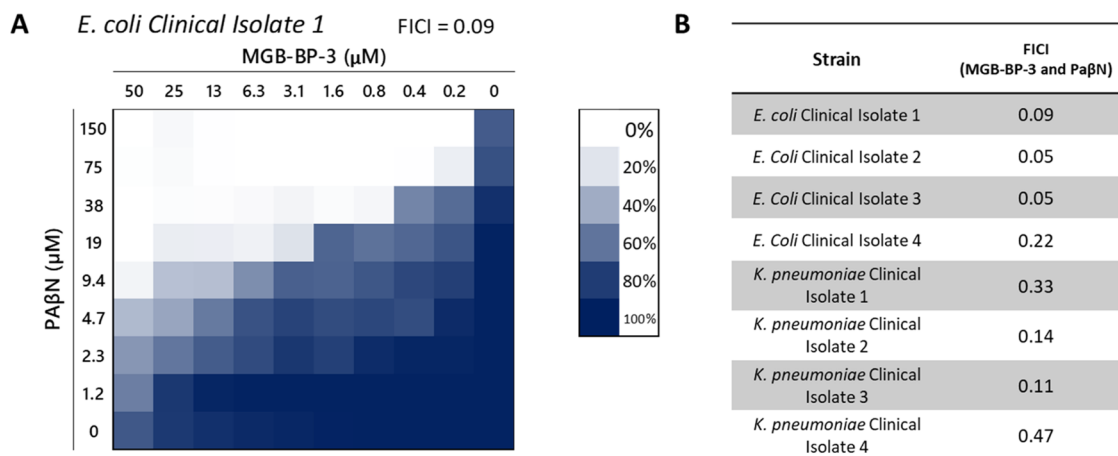 A
E. coli Clinical Isolate 1 FICI = 0.09
MGB-BP-3 (µM)
50 25 13 6.3 3.1 1.6 0.8 0.4 0.2 0
PAβN (µM)
150
75
38
19
9.4
4.7
2.3
1.2
0
0%
20%
40%
60%
80%
100%
B
Strain FICI
(MGB-BP-3 and PaβN)
E. coli Clinical Isolate 1 0.09
E. Coli Clinical Isolate 2 0.05
E. Coli Clinical Isolate 3 0.05
E. Coli Clinical Isolate 4 0.22
K. pneumoniae Clinical
Isolate 1 0.33
K. pneumoniae Clinical
Isolate 2 0.14
K. pneumoniae Clinical
Isolate 3 0.11
K. pneumoniae Clinical
Isolate 4 0.47